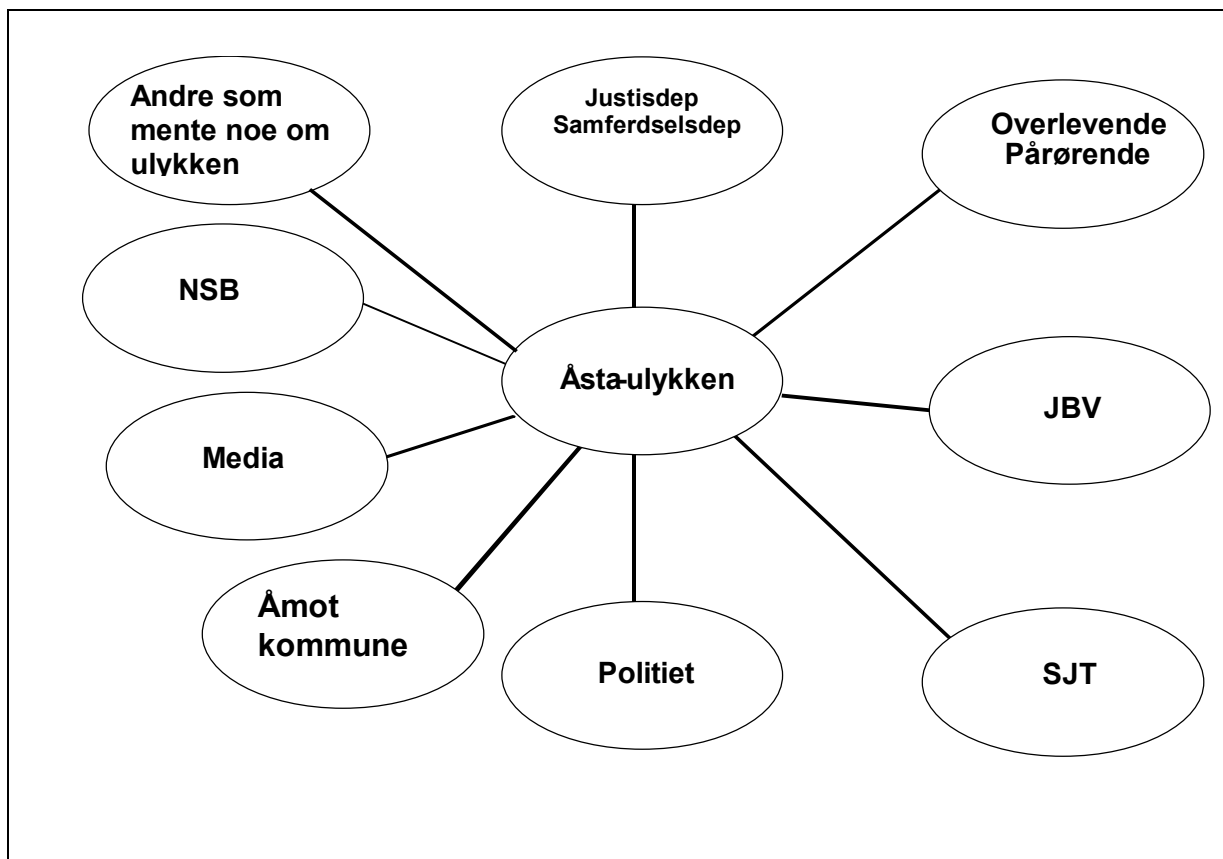 Andre som
mente noe om
ulykken
Justisdep
Samferdselsdep
Overlevende
Pårørende
NSB
Åsta-ulykken
JBV
Media
Åmot
kommune
Politiet
SJT